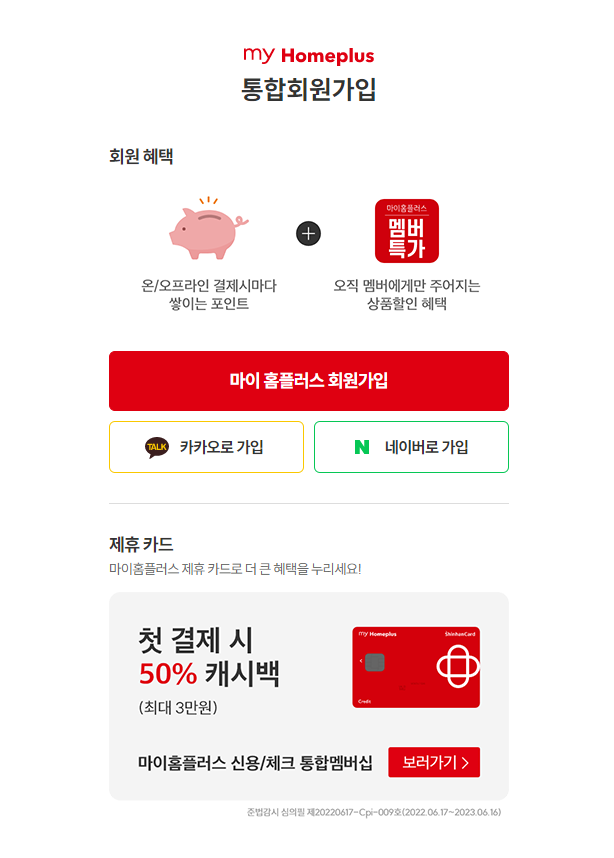 my Homeplus
통합회원가입
회원 혜택
마이홈플러스
멤버
특가
온/오프라인 결제시마다
쌓이는 포인트
오직 멤버에게만 주어지는
상품할인 혜택
마이 홈플러스 회원가입
TALK 카카오로 가입
N 네이버로 가입
제휴 카드
마이홈플러스 제휴 카드로 더 큰 혜택을 누리세요!
첫 결제 시
50% 캐시백
(최대 3만원)
my Homeplus ShinhanCard
Credit
마이홈플러스 신용/체크 통합멤버십 보러가기 >
준법감시 심의필 제20220617-Cpi-009호(2022.06.17~2023.06.16)